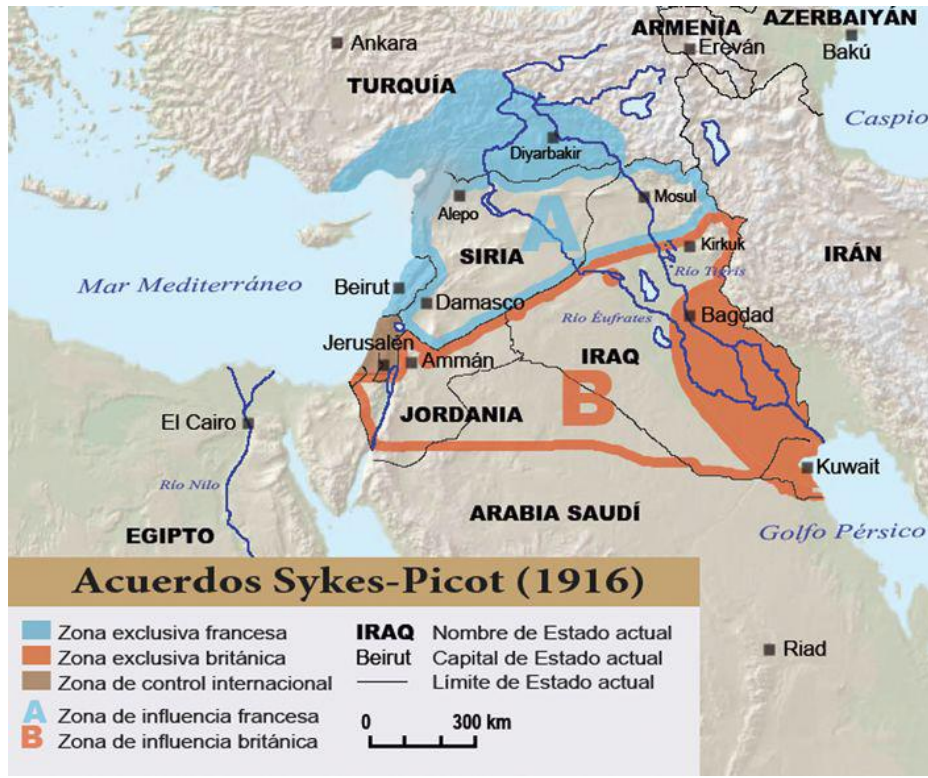 ARMENIA
AZERBAIYÁN
Ankara
Ereván
Bakú
TURQUÍA
Caspio
Diyarbakir
Alepo
Mosul
A
SIRIA
Kirkuk
IRÁN
Río Tigris
Mar Mediterráneo
Beirut
Damasco
Río Éufrates
Bagdad
Jerusalén
Ammán
IRAQ
B
JORDANIA
El Cairo
Kuwait
Río Nilo
ARABIA SAUDÍ
EGIPTO
Golfo Pérsico
Acuerdos Sykes-Picot (1916)
Zona exclusiva francesa
Zona exclusiva británica
Zona de control internacional
A Zona de influencia francesa
B Zona de influencia británica
IRAQ Nombre de Estado actual
Beirut Capital de Estado actual
Límite de Estado actual
0 300 km
Riad